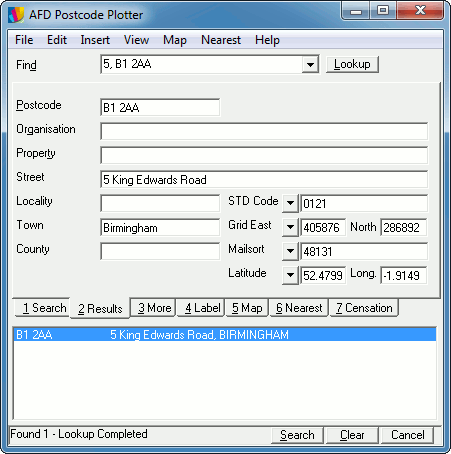 AFD Postcode Plotter
File Edit Insert View Map Nearest Help
Find 5, B1 2AA Lookup
Postcode B1 2AA
Organisation
Property
Street 5 King Edwards Road
Locality STD Code 0121
Town Birmingham Grid East 405876 North 286892
County Mailsort 48131
Latitude 52.4799 Long. -1.9149
1 Search 2 Results 3 More 4 Label 5 Map 6 Nearest 7 Censation
B1 2AA 5 King Edwards Road, BIRMINGHAM
Found 1 - Lookup Completed Search Clear Cancel